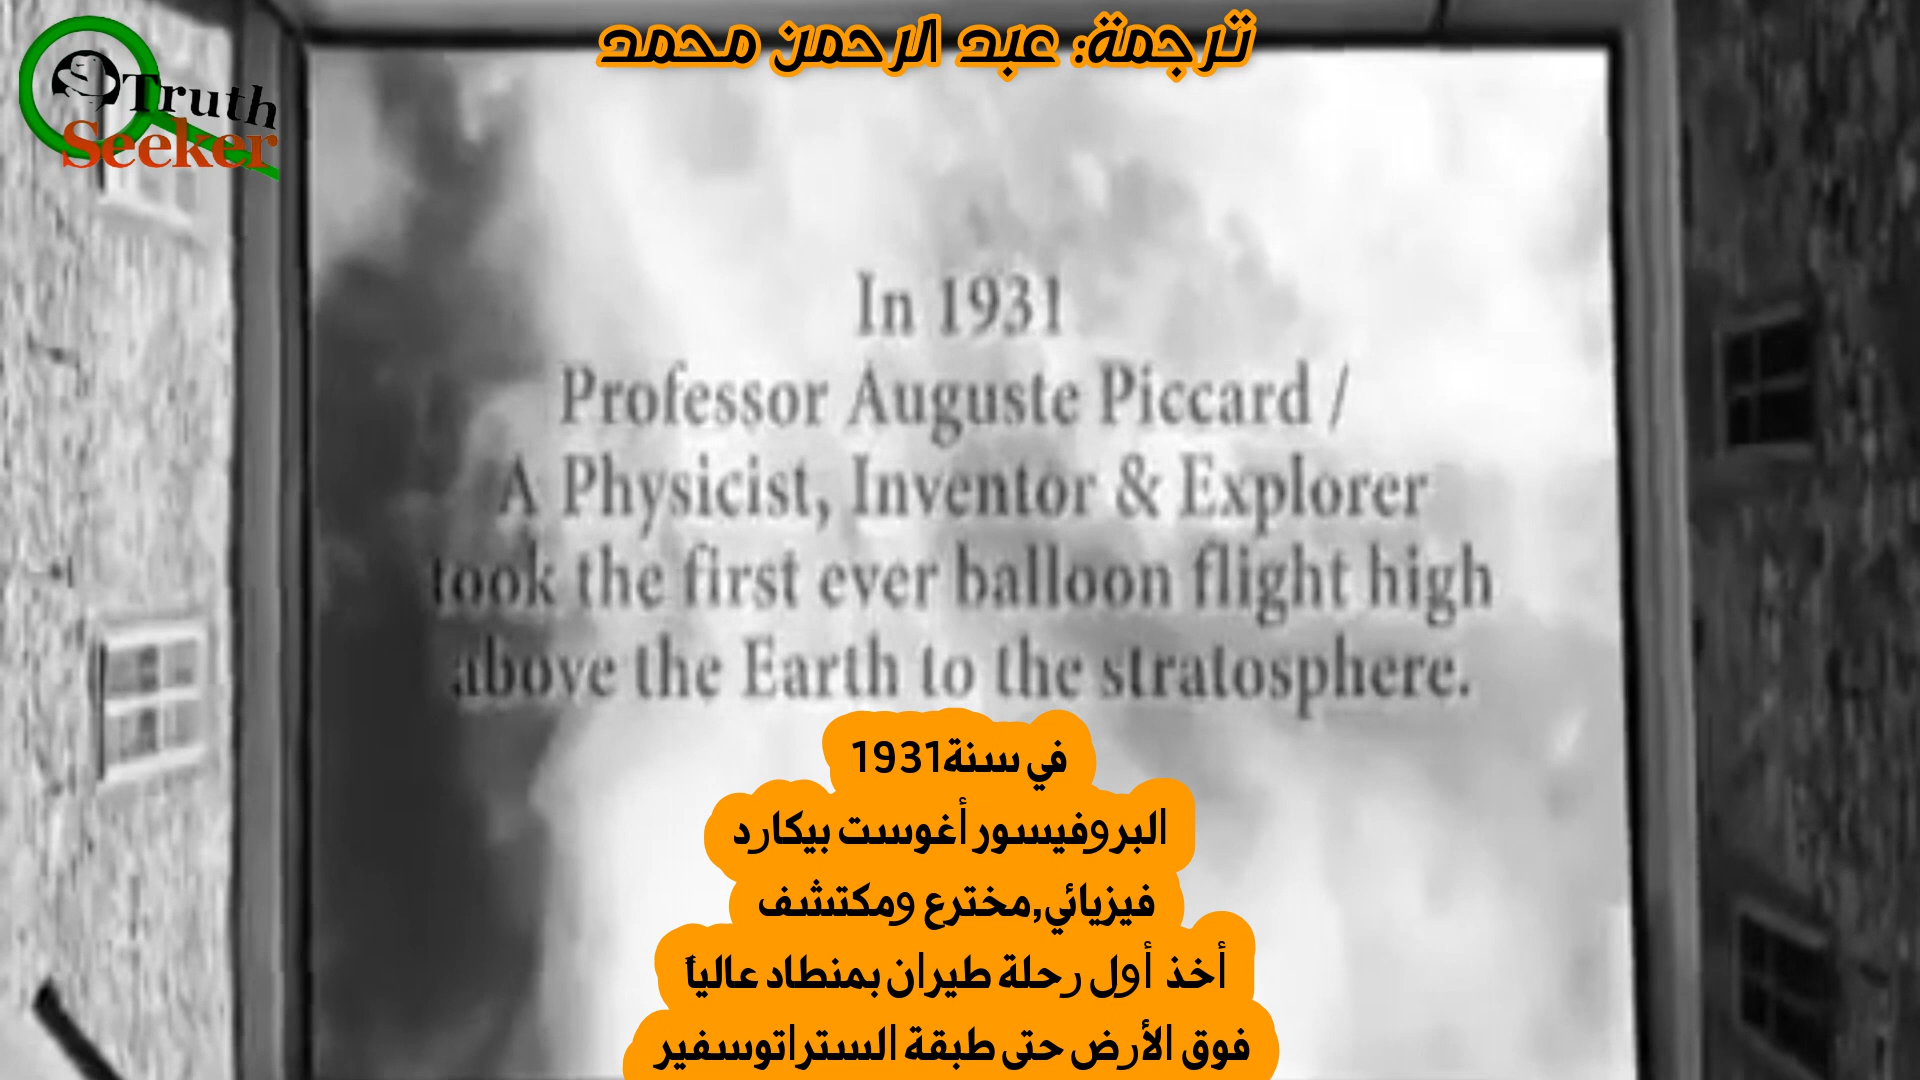 ترجمة: عبد الرحمن محمد
Truth
Seeker
In 1931
Professor Auguste Piccard /
A Physicist, Inventor & Explorer
took the first ever balloon flight high
above the Earth to the stratosphere.
في سنة1931
البروفيسور أغوست بيكارد
فيزيائي,مخترع ومكتشف
أخذ أول رحلة طيران بمنطاد عالياً
فوق الأرض حتى طبقة الستراتوسفير